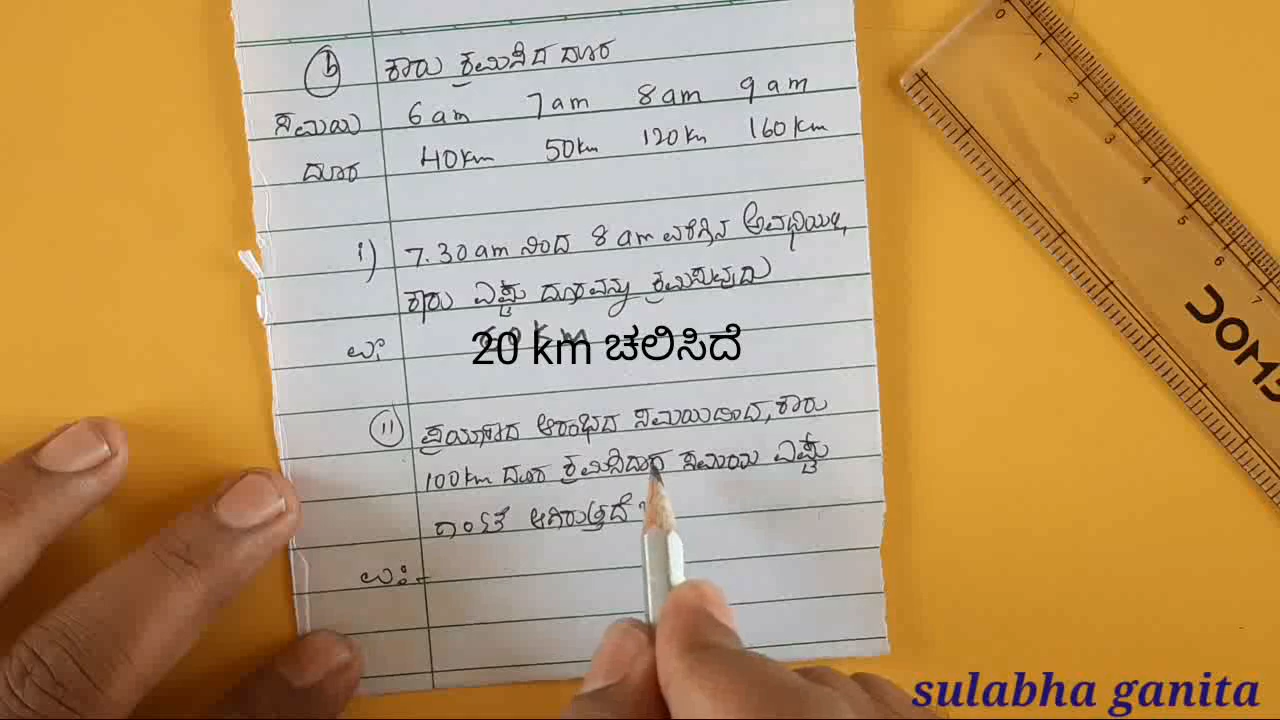 b ಕಾರು ಕ್ರಮಿಸಿದ ದೂರ
ಸಮಯ 6 am 7 am 8 am 9 am
ದೂರ 40km 50km 120km 160km
i) 7.30 am ನಿಂದ 8 am ವರೆಗಿನ ಅವಧಿಯಲ್ಲಿ
ಕಾರು ಎಷ್ಟು ದೂರವನ್ನು ಕ್ರಮಿಸುವುದು
ಉ:
20 km ಚಲಿಸಿದೆ
ii) ಪ್ರಯಾಣದ ಆರಂಭದ ಸಮಯದಿಂದ, ಕಾರು
100km ದೂರ ಕ್ರಮಿಸಿದಾಗ ಸಮಯ ಎಷ್ಟು
ಗಂಟೆ ಆಗಿರುತ್ತದೆ ?
ಉ:-
0 1 2 3 4 5 6 7
DOMS
sulabha ganita